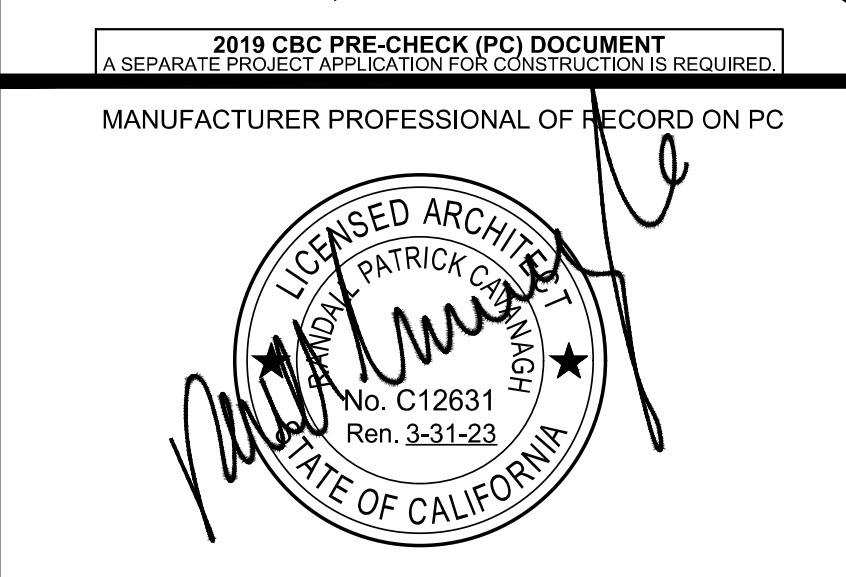 2019 CBC PRE-CHECK (PC) DOCUMENT
A SEPARATE PROJECT APPLICATION FOR CONSTRUCTION IS REQUIRED.
MANUFACTURER PROFESSIONAL OF RECORD ON PC
LICENSED ARCHITECT
RANDALL PATRICK CAVANAGH
No. C12631
Ren. 3-31-23
STATE OF CALIFORNIA